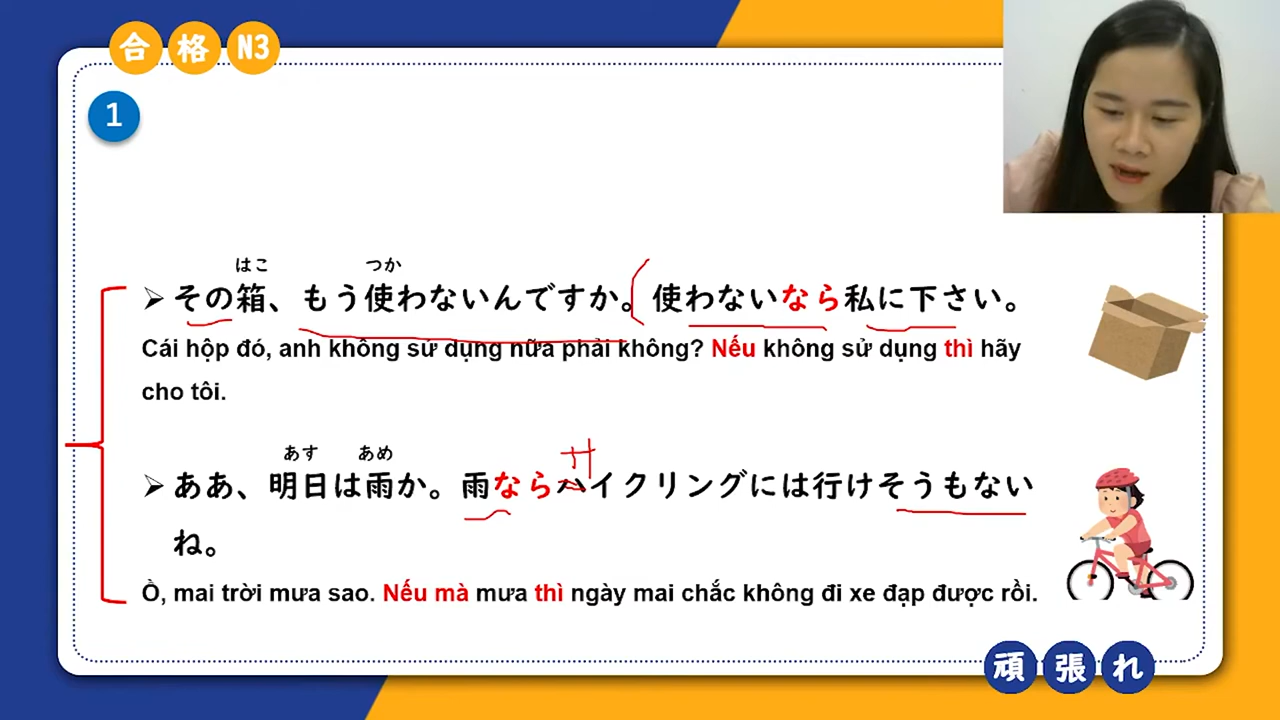 合格N3
1
はこ つか
その箱、もう使わないんですか。使わないなら私に下さい。
Cái hộp đó, anh không sử dụng nữa phải không? Nếu không sử dụng thì hãy
cho tôi.
サ
あす あめ
ああ、明日は雨か。雨ならハイクリングには行けそうもない
ね。
Ồ, mai trời mưa sao. Nếu mà mưa thì ngày mai chắc không đi xe đạp được rồi.
頑張れ